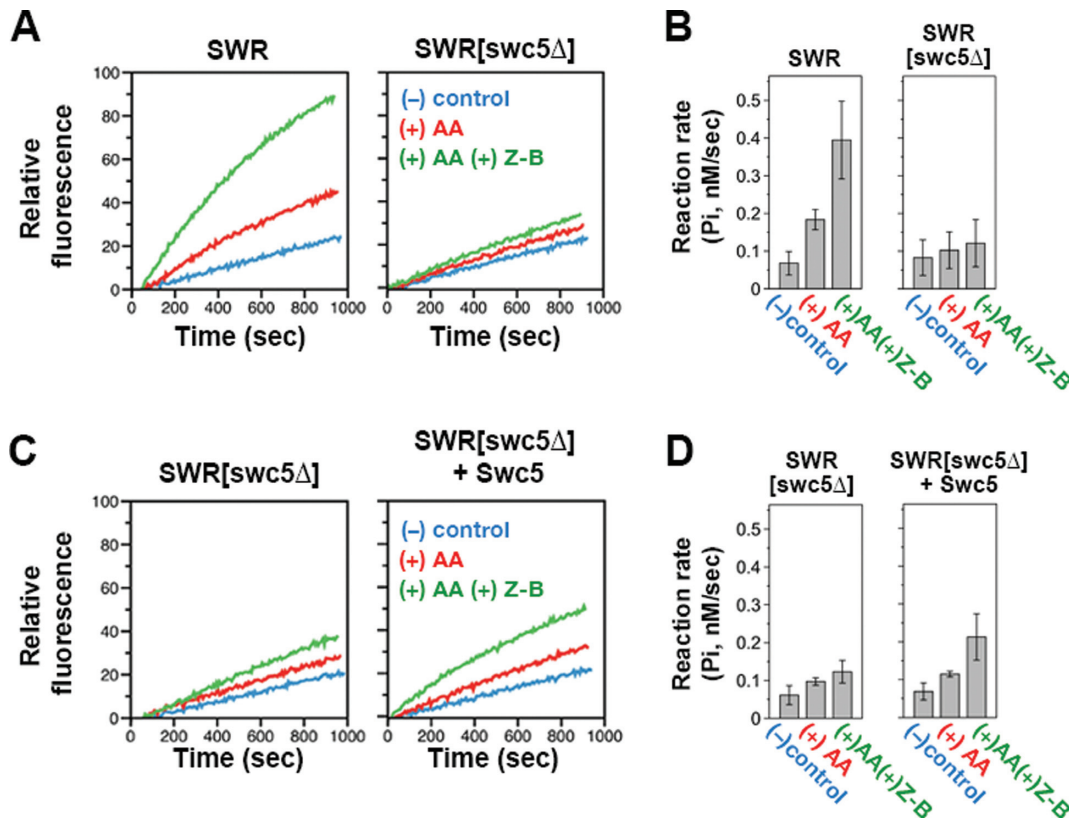 A
SWR
SWR[swc5Δ]
Relative
fluorescence
100
80
60
40
20
0
(–) control
(+) AA
(+) AA (+) Z-B
0 200 400 600 800 1000
0 200 400 600 800 1000
Time (sec)
Time (sec)
B
SWR
SWR
[swc5Δ]
Reaction rate
(Pi, nM/sec)
0.5
0.4
0.3
0.2
0.1
0
(–)control
(+) AA
(+)AA(+)Z-B
(–)control
(+) AA
(+)AA(+)Z-B
C
SWR[swc5Δ]
SWR[swc5Δ]
+ Swc5
Relative
fluorescence
100
80
60
40
20
0
(–) control
(+) AA
(+) AA (+) Z-B
0 200 400 600 800 1000
0 200 400 600 800 1000
Time (sec)
Time (sec)
D
SWR
[swc5Δ]
SWR[swc5Δ]
+ Swc5
Reaction rate
(Pi, nM/sec)
0.5
0.4
0.3
0.2
0.1
0
(–)control
(+) AA
(+)AA(+)Z-B
(–)control
(+) AA
(+)AA(+)Z-B